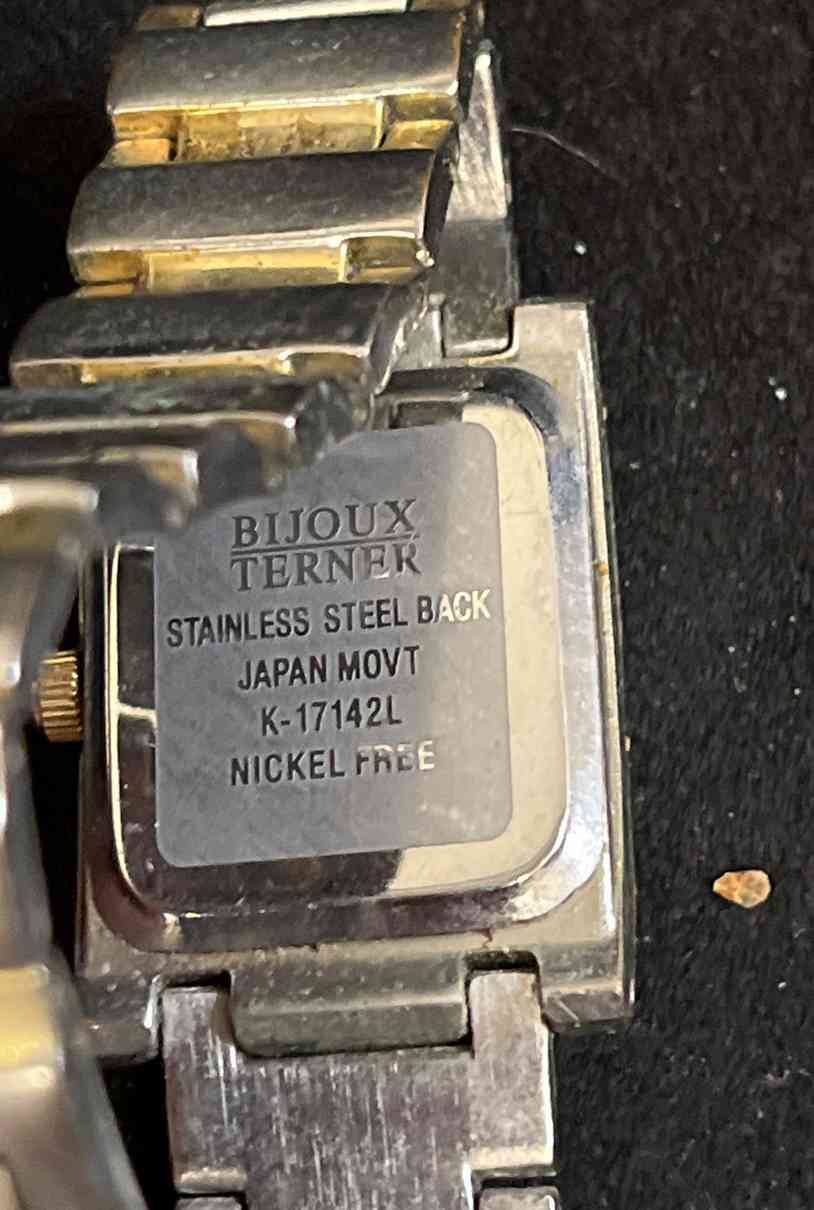 BIJOUX
TERNER
STAINLESS STEEL BACK
JAPAN MOVT
K-17142L
NICKEL FREE